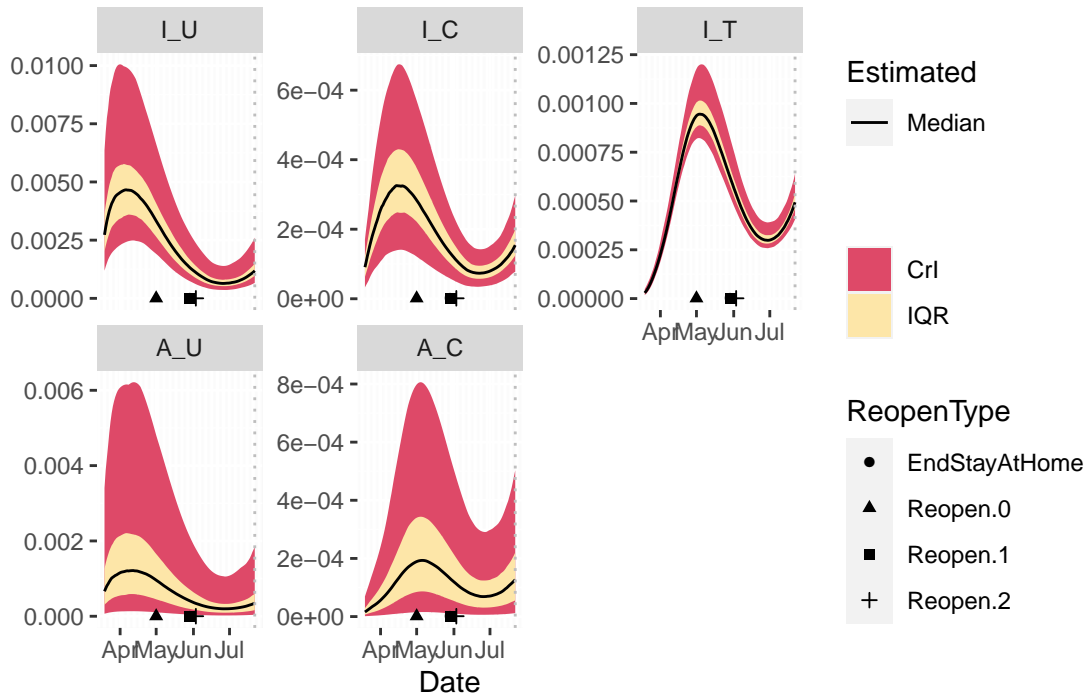 I_U
I_C
I_T
0.0100
0.0075
0.0050
0.0025
0.0000
6e−04
4e−04
2e−04
0e+00
0.00125
0.00100
0.00075
0.00050
0.00025
0.00000
Apr May Jun Jul
A_U
A_C
0.006
0.004
0.002
0.000
8e−04
6e−04
4e−04
2e−04
0e+00
Apr May Jun Jul
Apr May Jun Jul
Date
Estimated
Median
CrI
IQR
ReopenType
EndStayAtHome
Reopen.0
Reopen.1
Reopen.2